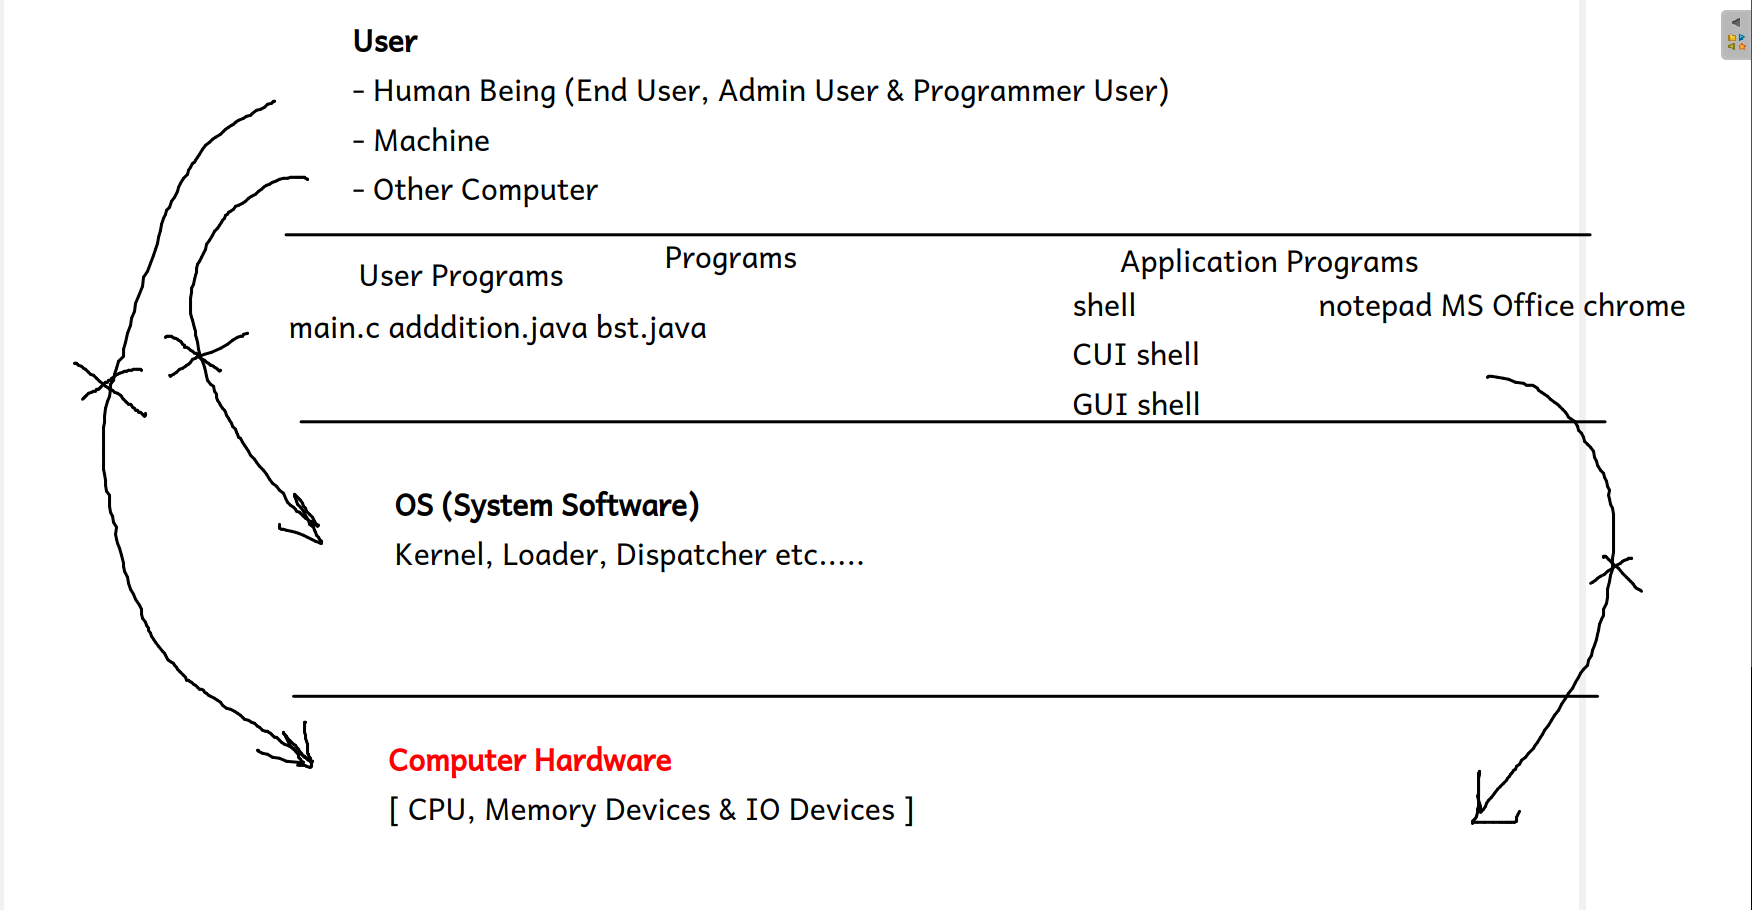 User
- Human Being (End User, Admin User & Programmer User)
- Machine
- Other Computer
Programs
User Programs
main.c adddition.java bst.java
Application Programs
shell
notepad MS Office chrome
CUI shell
GUI shell
OS (System Software)
Kernel, Loader, Dispatcher etc.....
Computer Hardware
[ CPU, Memory Devices & IO Devices ]